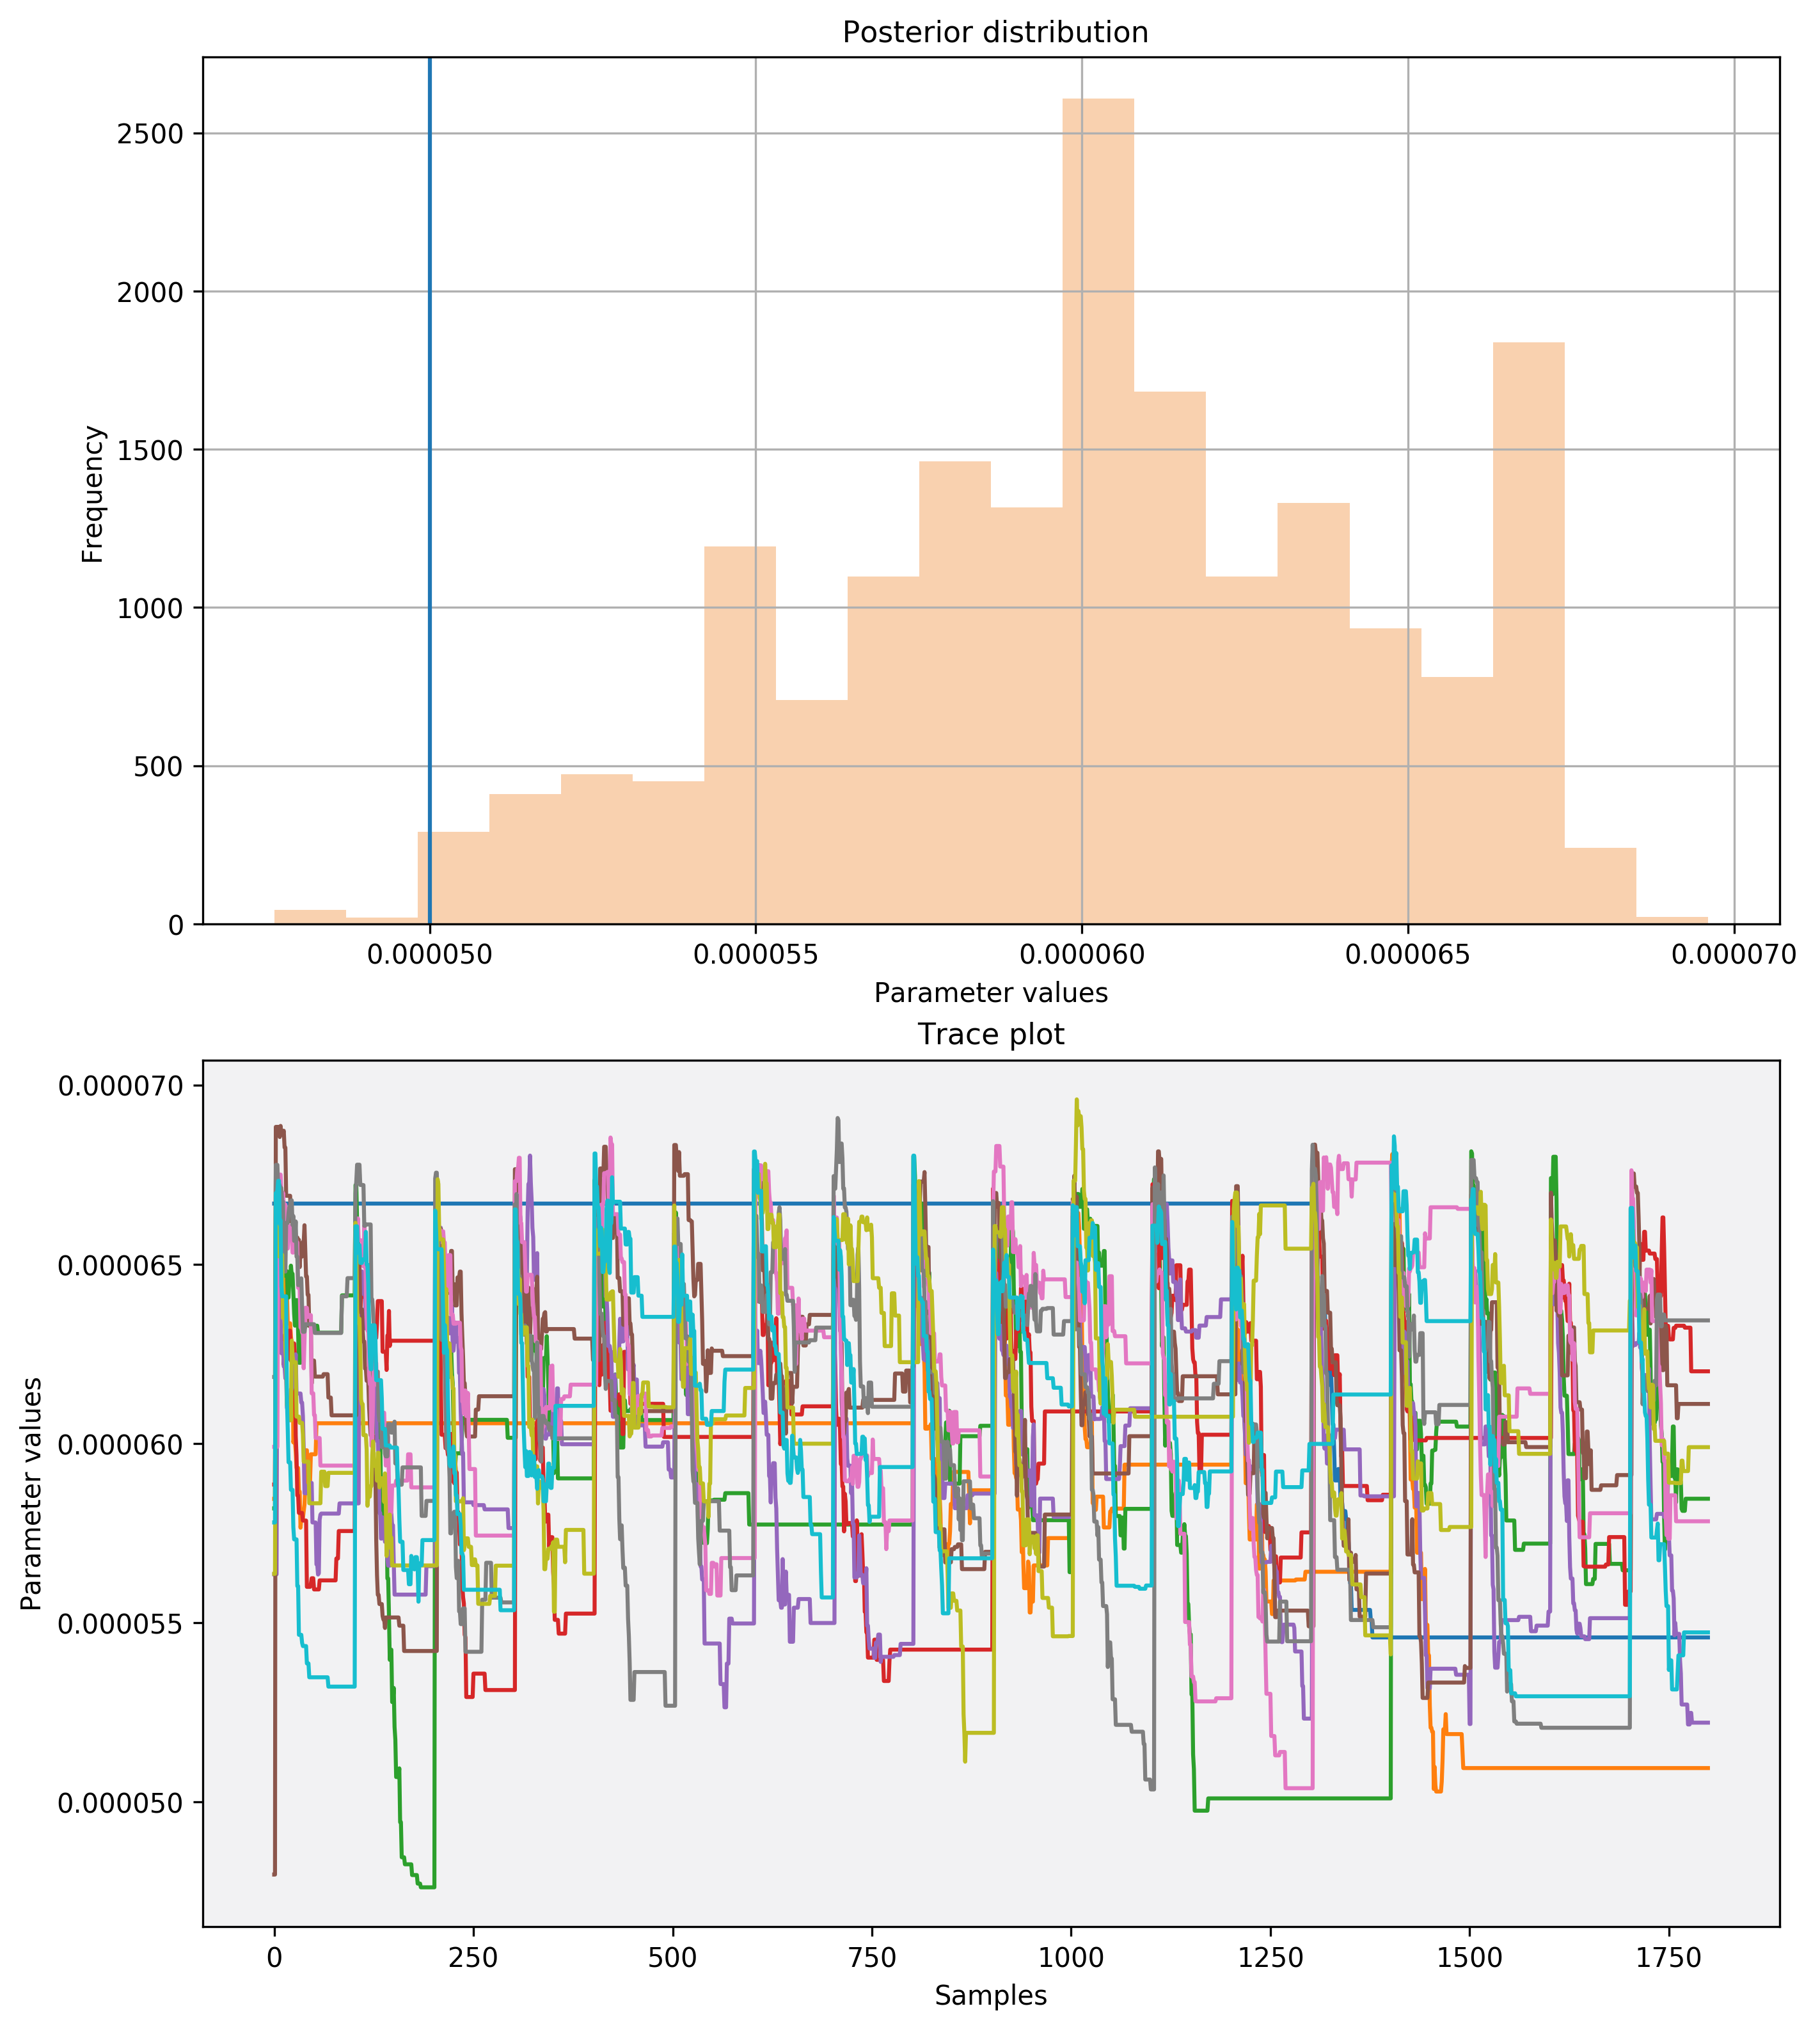 Posterior distribution
2500
2000
1500
1000
500
0
Frequency
0.000050 0.000055 0.000060 0.000065 0.000070
Parameter values
Trace plot
0.000070
0.000065
0.000060
0.000055
0.000050
Parameter values
0 250 500 750 1000 1250 1500 1750
Samples